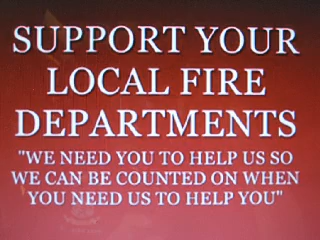 SUPPORT YOUR
LOCAL FIRE
DEPARTMENTS
"WE NEED YOU TO HELP US SO
WE CAN BE COUNTED ON WHEN
YOU NEED US TO HELP YOU"